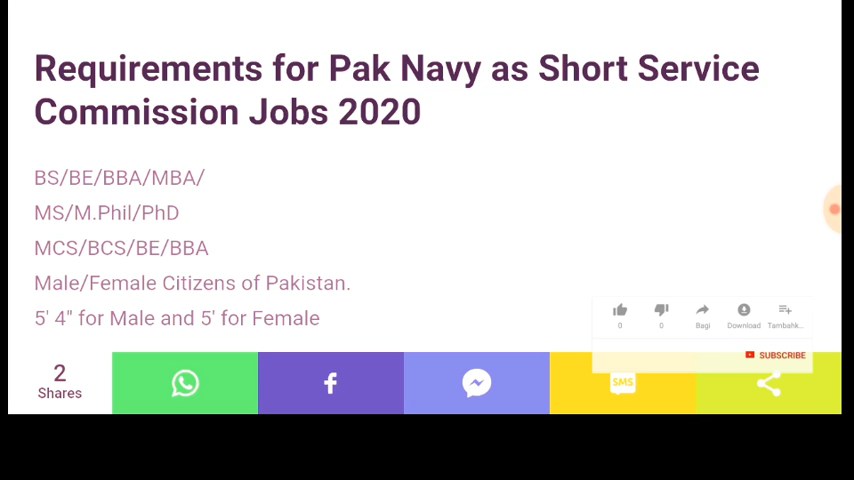 Requirements for Pak Navy as Short Service
Commission Jobs 2020
BS/BE/BBA/MBA/
MS/M.Phil/PhD
MCS/BCS/BE/BBA
Male/Female Citizens of Pakistan.
5' 4" for Male and 5' for Female
0 0 Bagi Download Tambahk...
SUBSCRIBE
2
Shares
SMS